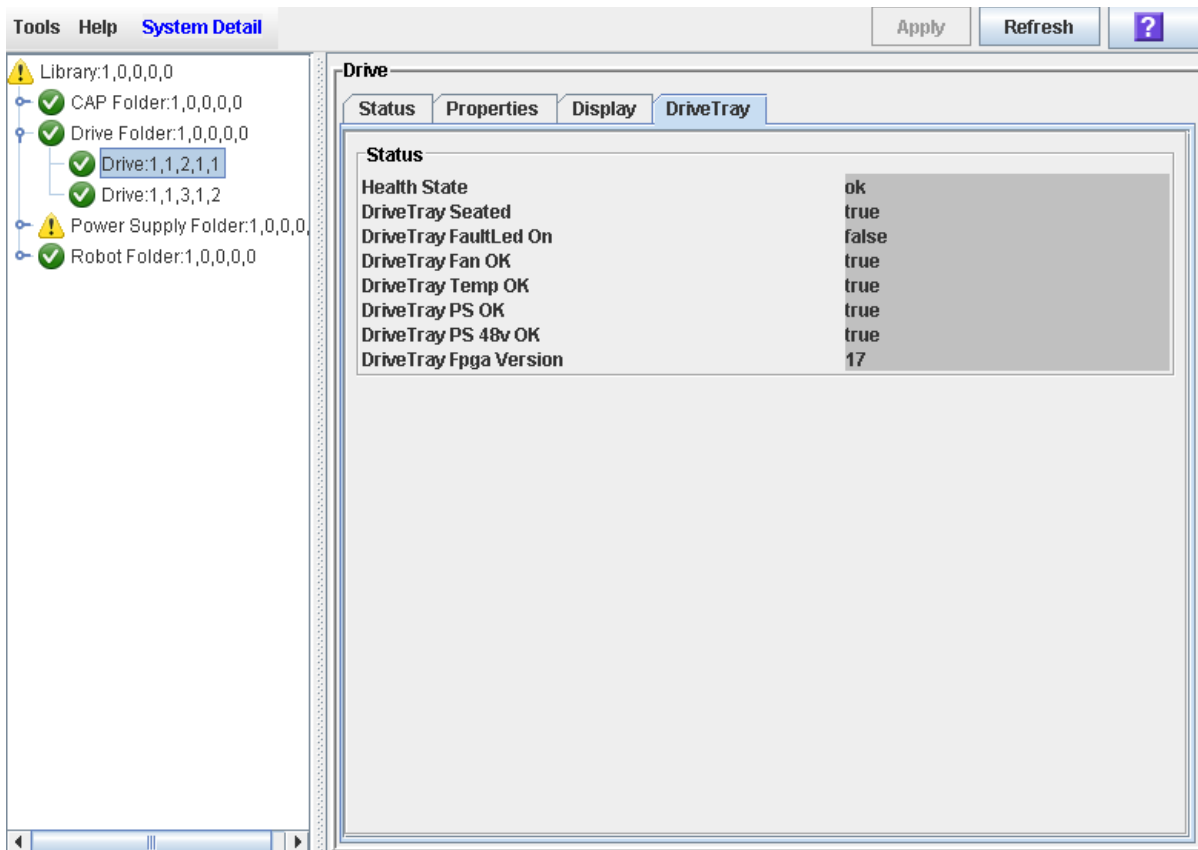 Tools Help System Detail Apply Refresh ?
Library:1,0,0,0,0
CAP Folder:1,0,0,0,0
Drive Folder:1,0,0,0,0
Drive:1,1,2,1,1
Drive:1,1,3,1,2
Power Supply Folder:1,0,0,0,
Robot Folder:1,0,0,0,0
Drive
Status Properties Display DriveTray
Status
Health State ok
DriveTray Seated true
DriveTray FaultLed On false
DriveTray Fan OK true
DriveTray Temp OK true
DriveTray PS OK true
DriveTray PS 48v OK true
DriveTray Fpga Version 17